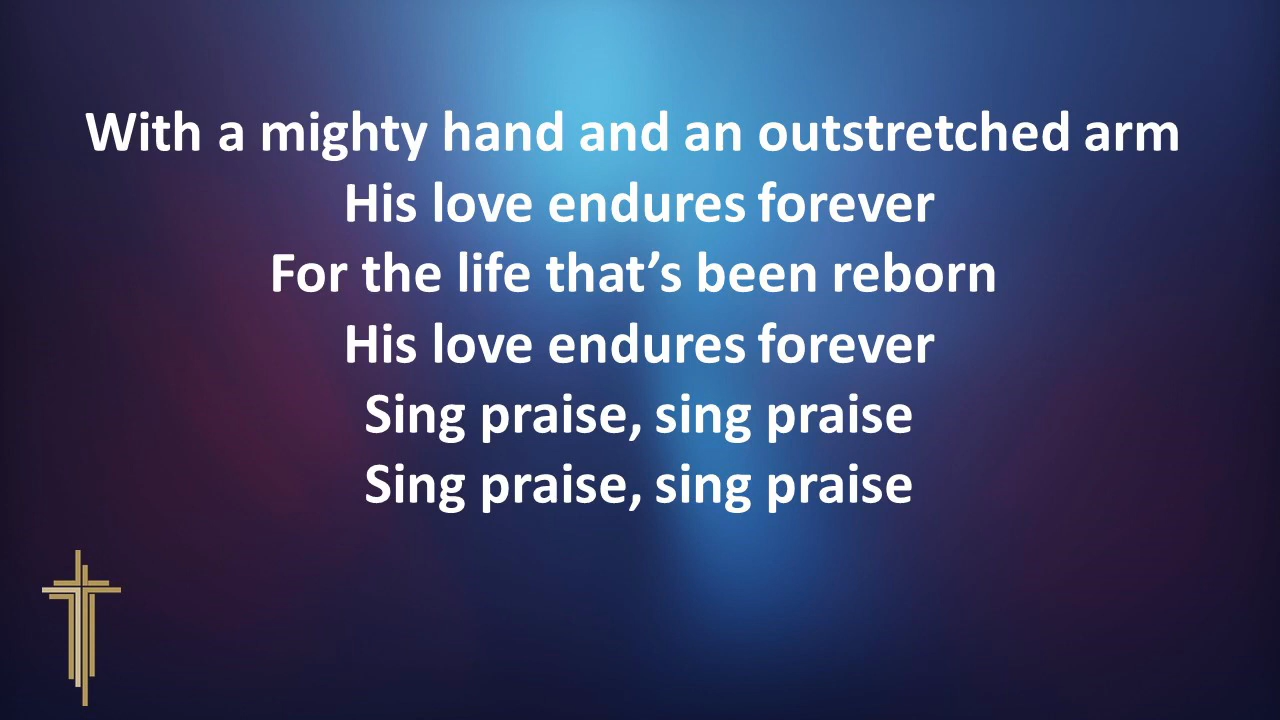 With a mighty hand and an outstretched arm
His love endures forever
For the life that’s been reborn
His love endures forever
Sing praise, sing praise
Sing praise, sing praise